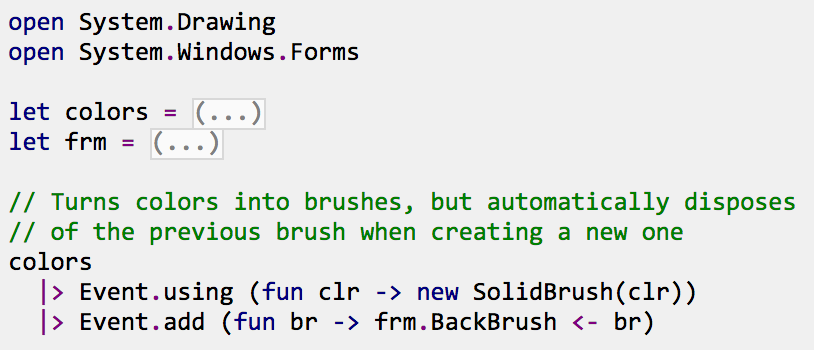 open System.Drawing
open System.Windows.Forms
let colors = (...)
let frm = (...)
// Turns colors into brushes, but automatically disposes
// of the previous brush when creating a new one
colors
|> Event.using (fun clr -> new SolidBrush(clr))
|> Event.add (fun br -> frm.BackBrush <- br)